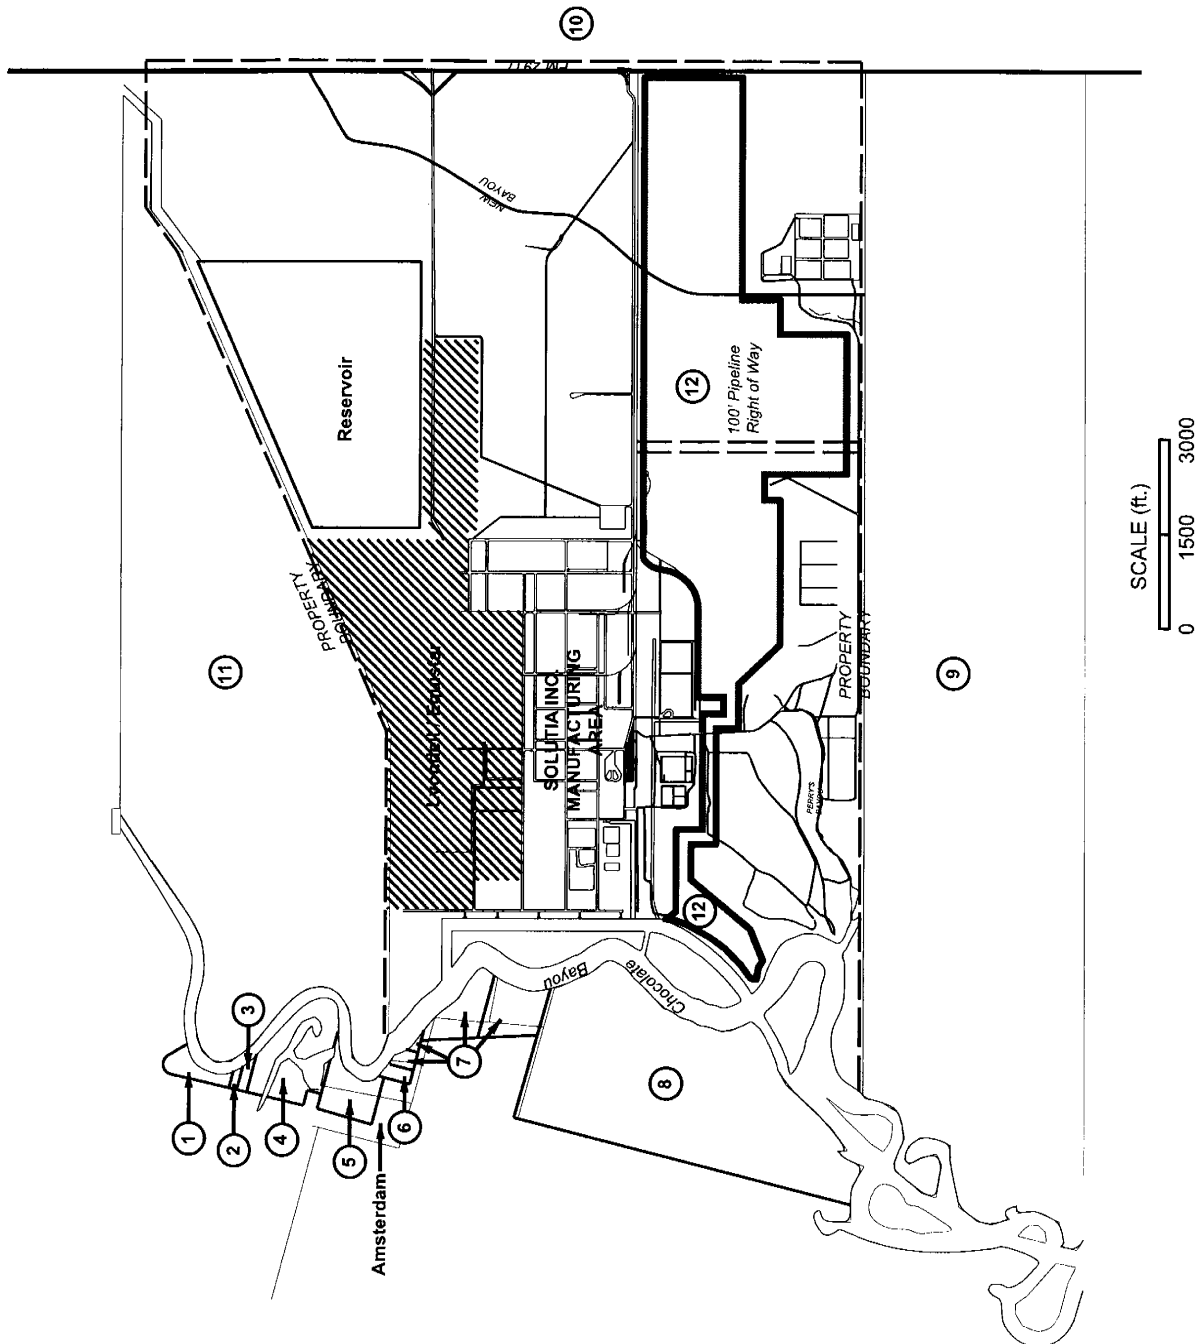 10
FM 2917
NEW
BAYOU
Reservoir
12
100' Pipeline
Right of Way
PROPERTY
BOUNDARY
11
SOLUTIA INC.
MANUFACTURING
AREA
PROPERTY
BOUNDARY
9
PERRY'S
12
Chocolate
Bayou
3
1
2
4
5
6
7
8
Amsterdam
SCALE (ft.)
0 1500 3000